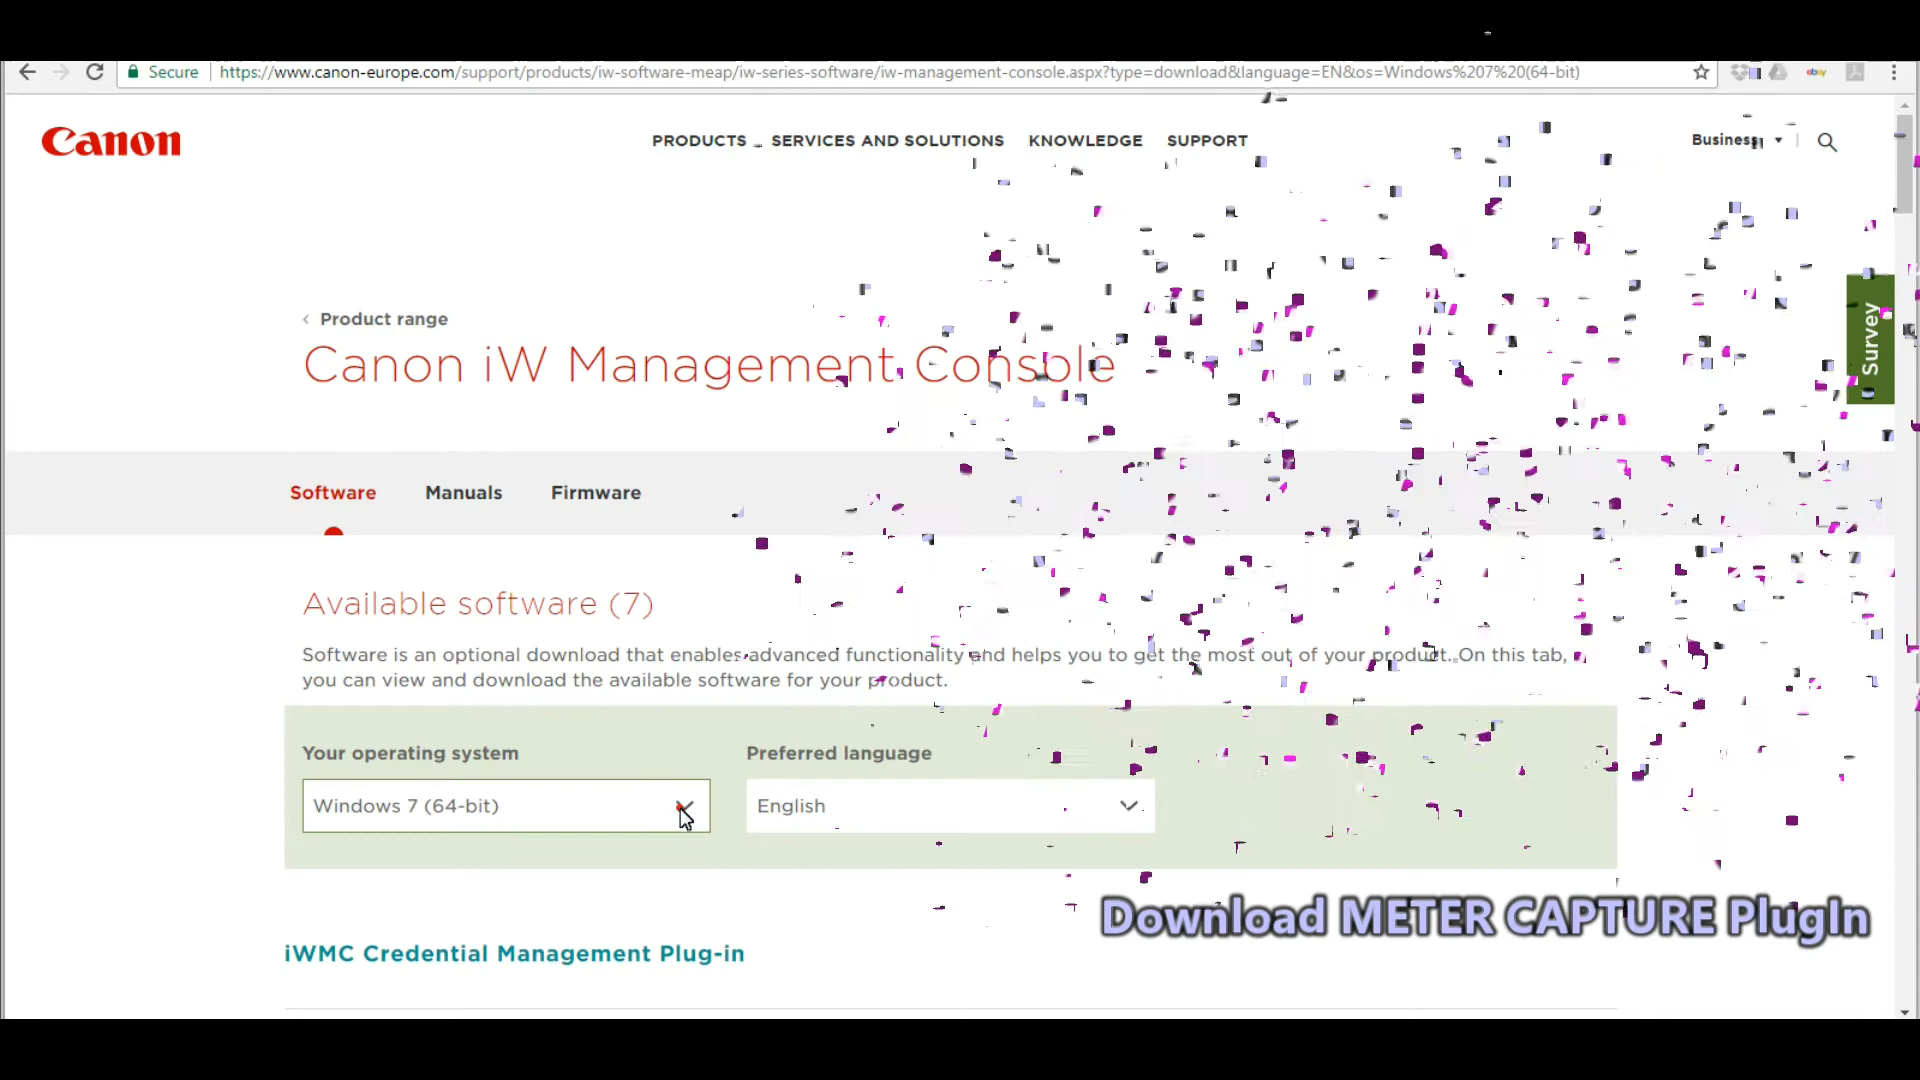 Secure https://www.canon-europe.com/support/products/iw-software-meap/iw-series-software/iw-management-console.aspx?type=download&language=EN&os=Windows%207%20(64-bit)
ebay
Canon
PRODUCTS SERVICES AND SOLUTIONS KNOWLEDGE SUPPORT
Business
Product range
Canon iW Management Console
Survey
Software Manuals Firmware
Available software (7)
Software is an optional download that enables advanced functionality and helps you to get the most out of your product. On this tab,
you can view and download the available software for your product.
Your operating system Preferred language
Windows 7 (64-bit) English
Download METER CAPTURE PlugIn
iWMC Credential Management Plug-in